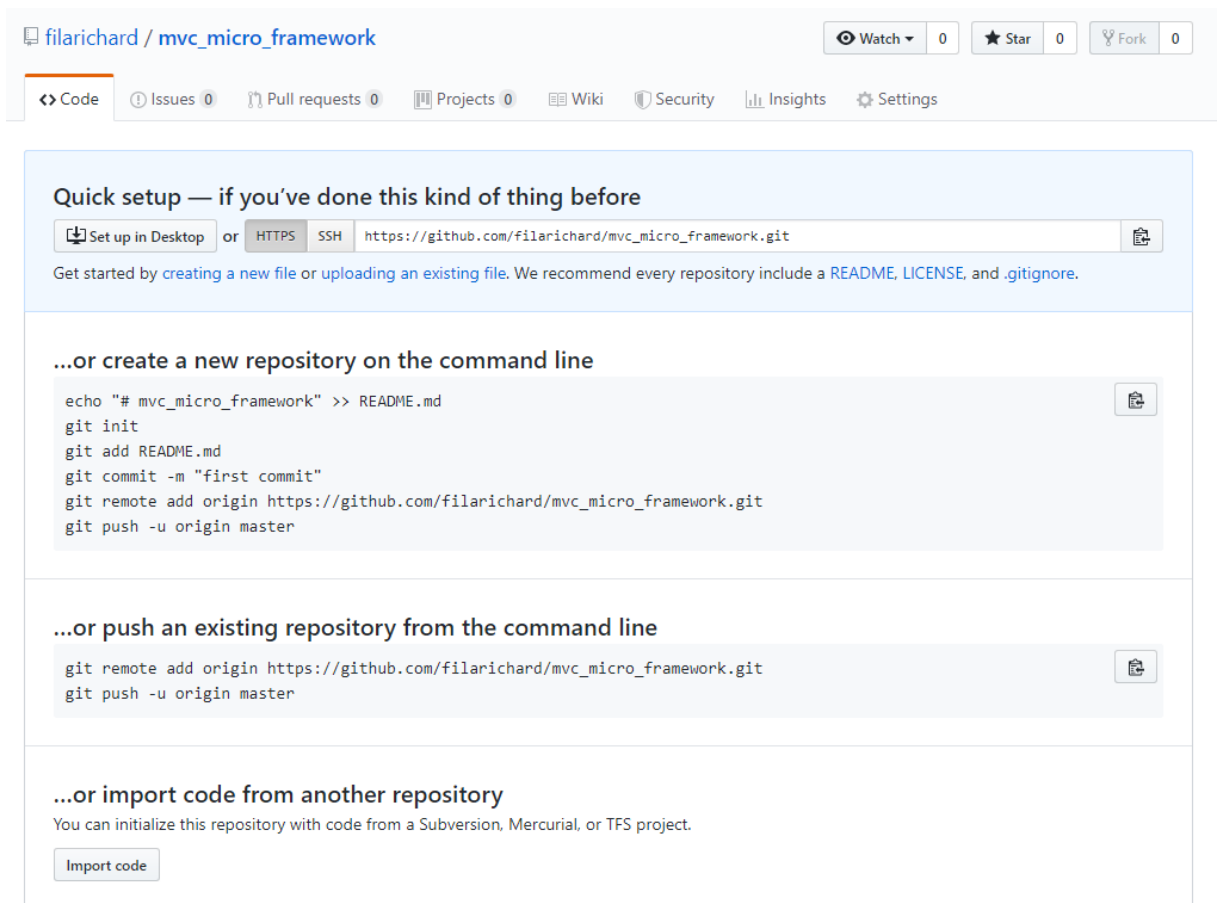 filarichard / mvc_micro_framework
Watch 0 Star 0 Fork 0
Code Issues 0 Pull requests 0 Projects 0 Wiki Security Insights Settings
Quick setup — if you’ve done this kind of thing before
Set up in Desktop or HTTPS SSH https://github.com/filarichard/mvc_micro_framework.git
Get started by creating a new file or uploading an existing file. We recommend every repository include a README, LICENSE, and .gitignore.
…or create a new repository on the command line
echo "# mvc_micro_framework" >> README.md
git init
git add README.md
git commit -m "first commit"
git remote add origin https://github.com/filarichard/mvc_micro_framework.git
git push -u origin master
…or push an existing repository from the command line
git remote add origin https://github.com/filarichard/mvc_micro_framework.git
git push -u origin master
…or import code from another repository
You can initialize this repository with code from a Subversion, Mercurial, or TFS project.
Import code